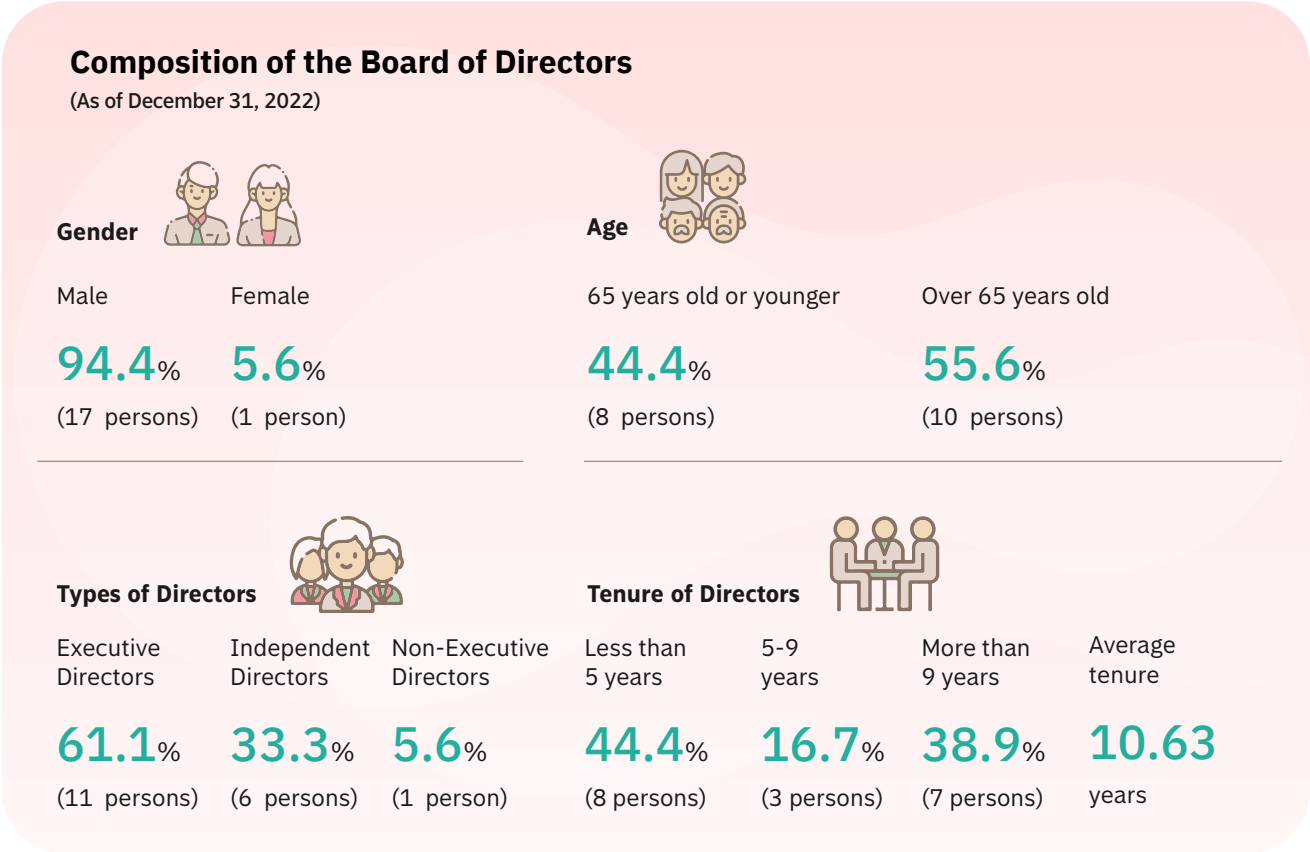 Composition of the Board of Directors
(As of December 31, 2022)
Gender
Male
Female
94.4%
5.6%
(17 persons)
(1 person)
Age
65 years old or younger
Over 65 years old
44.4%
55.6%
(8 persons)
(10 persons)
Types of Directors
Executive
Directors
61.1%
(11 persons)
Independent
Directors
33.3%
(6 persons)
Non-Executive
Directors
5.6%
(1 person)
Tenure of Directors
Less than
5 years
44.4%
(8 persons)
5-9
years
16.7%
(3 persons)
More than
9 years
38.9%
(7 persons)
Average
tenure
10.63
years